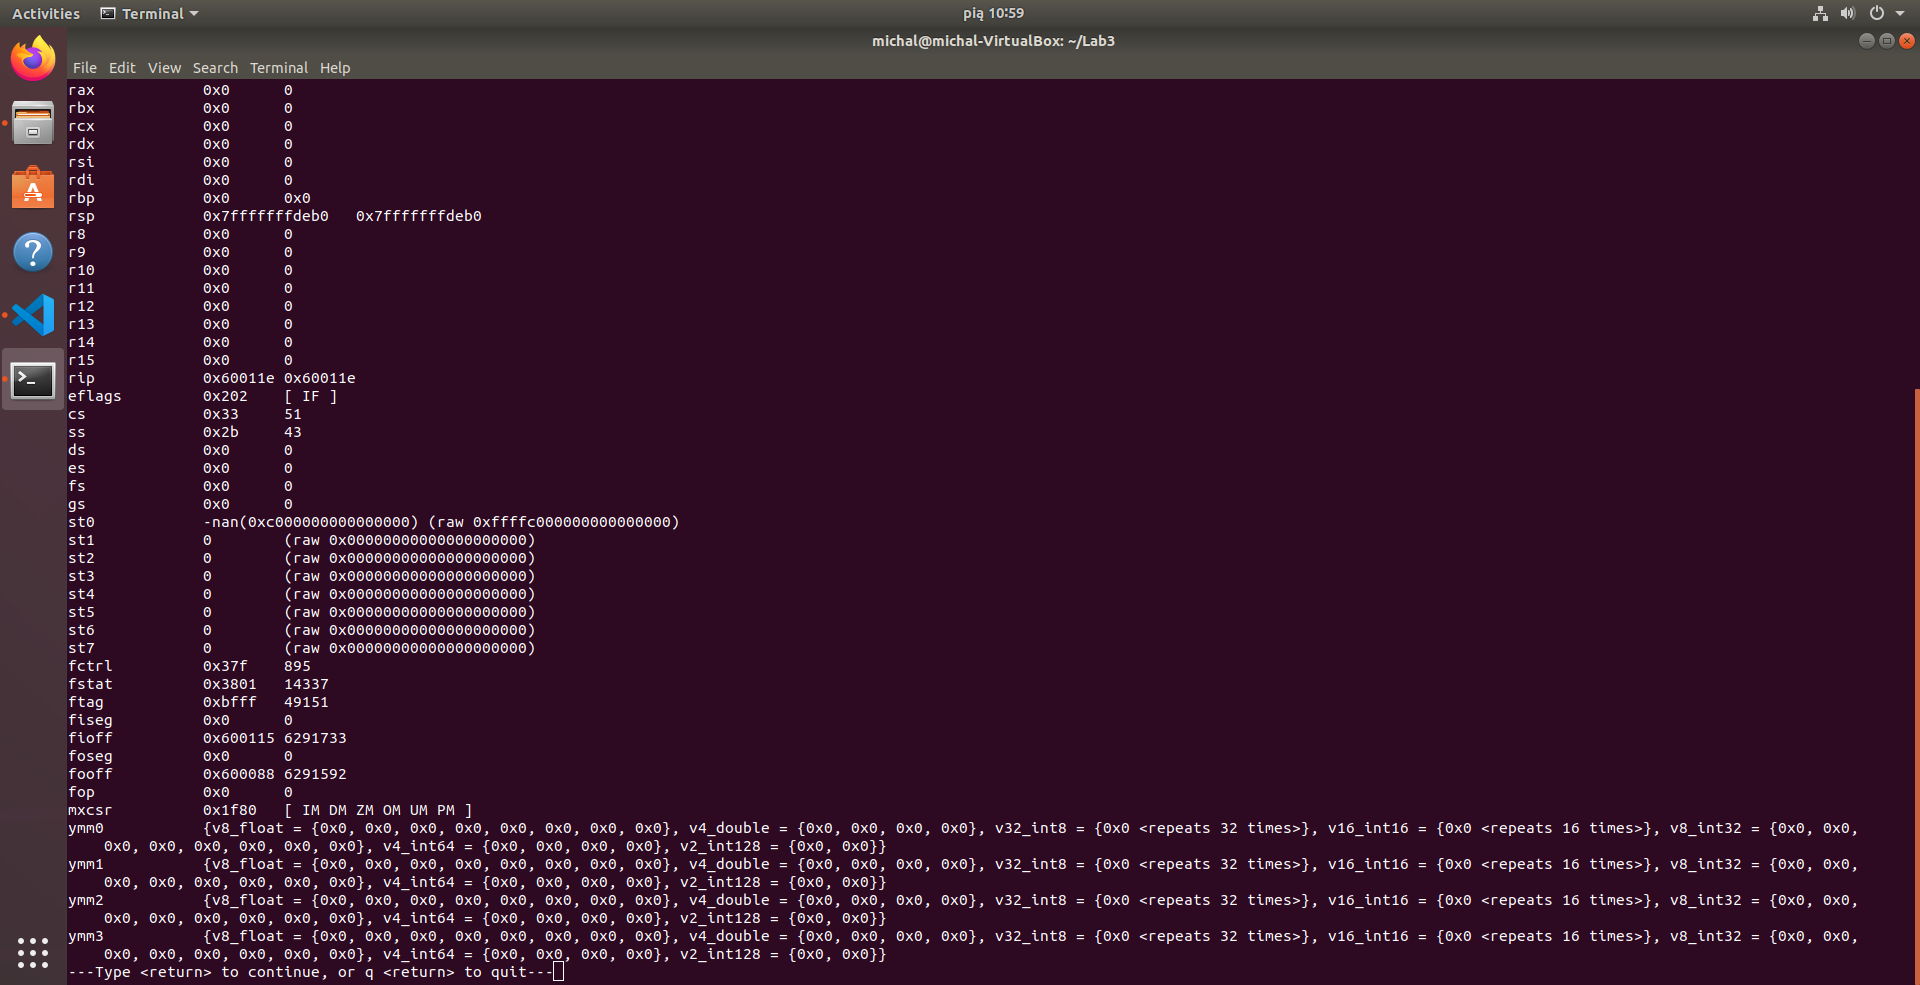 Activities Terminal pią 10:59
michal@michal-VirtualBox: ~/Lab3
File Edit View Search Terminal Help
rax 0x0 0
rbx 0x0 0
rcx 0x0 0
rdx 0x0 0
rsi 0x0 0
rdi 0x0 0
rbp 0x0 0x0
rsp 0x7fffffffdeb0 0x7fffffffdeb0
r8 0x0 0
r9 0x0 0
r10 0x0 0
r11 0x0 0
r12 0x0 0
r13 0x0 0
r14 0x0 0
r15 0x0 0
rip 0x60011e 0x60011e
eflags 0x202 [ IF ]
cs 0x33 51
ss 0x2b 43
ds 0x0 0
es 0x0 0
fs 0x0 0
gs 0x0 0
st0 -nan(0xc000000000000000) (raw 0xffffc000000000000000)
st1 0 (raw 0x00000000000000000000)
st2 0 (raw 0x00000000000000000000)
st3 0 (raw 0x00000000000000000000)
st4 0 (raw 0x00000000000000000000)
st5 0 (raw 0x00000000000000000000)
st6 0 (raw 0x00000000000000000000)
st7 0 (raw 0x00000000000000000000)
fctrl 0x37f 895
fstat 0x3801 14337
ftag 0xbfff 49151
fiseg 0x0 0
fioff 0x600115 6291733
foseg 0x0 0
fooff 0x600088 6291592
fop 0x0 0
mxcsr 0x1f80 [ IM DM ZM OM UM PM ]
ymm0 {v8_float = {0x0, 0x0, 0x0, 0x0, 0x0, 0x0, 0x0, 0x0}, v4_double = {0x0, 0x0, 0x0, 0x0}, v32_int8 = {0x0 <repeats 32 times>}, v16_int16 = {0x0 <repeats 16 times>}, v8_int32 = {0x0, 0x0,
0x0, 0x0, 0x0, 0x0, 0x0, 0x0}, v4_int64 = {0x0, 0x0, 0x0, 0x0}, v2_int128 = {0x0, 0x0}}
ymm1 {v8_float = {0x0, 0x0, 0x0, 0x0, 0x0, 0x0, 0x0, 0x0}, v4_double = {0x0, 0x0, 0x0, 0x0}, v32_int8 = {0x0 <repeats 32 times>}, v16_int16 = {0x0 <repeats 16 times>}, v8_int32 = {0x0, 0x0,
0x0, 0x0, 0x0, 0x0, 0x0, 0x0}, v4_int64 = {0x0, 0x0, 0x0, 0x0}, v2_int128 = {0x0, 0x0}}
ymm2 {v8_float = {0x0, 0x0, 0x0, 0x0, 0x0, 0x0, 0x0, 0x0}, v4_double = {0x0, 0x0, 0x0, 0x0}, v32_int8 = {0x0 <repeats 32 times>}, v16_int16 = {0x0 <repeats 16 times>}, v8_int32 = {0x0, 0x0,
0x0, 0x0, 0x0, 0x0, 0x0, 0x0}, v4_int64 = {0x0, 0x0, 0x0, 0x0}, v2_int128 = {0x0, 0x0}}
ymm3 {v8_float = {0x0, 0x0, 0x0, 0x0, 0x0, 0x0, 0x0, 0x0}, v4_double = {0x0, 0x0, 0x0, 0x0}, v32_int8 = {0x0 <repeats 32 times>}, v16_int16 = {0x0 <repeats 16 times>}, v8_int32 = {0x0, 0x0,
0x0, 0x0, 0x0, 0x0, 0x0, 0x0}, v4_int64 = {0x0, 0x0, 0x0, 0x0}, v2_int128 = {0x0, 0x0}}
---Type <return> to continue, or q <return> to quit---